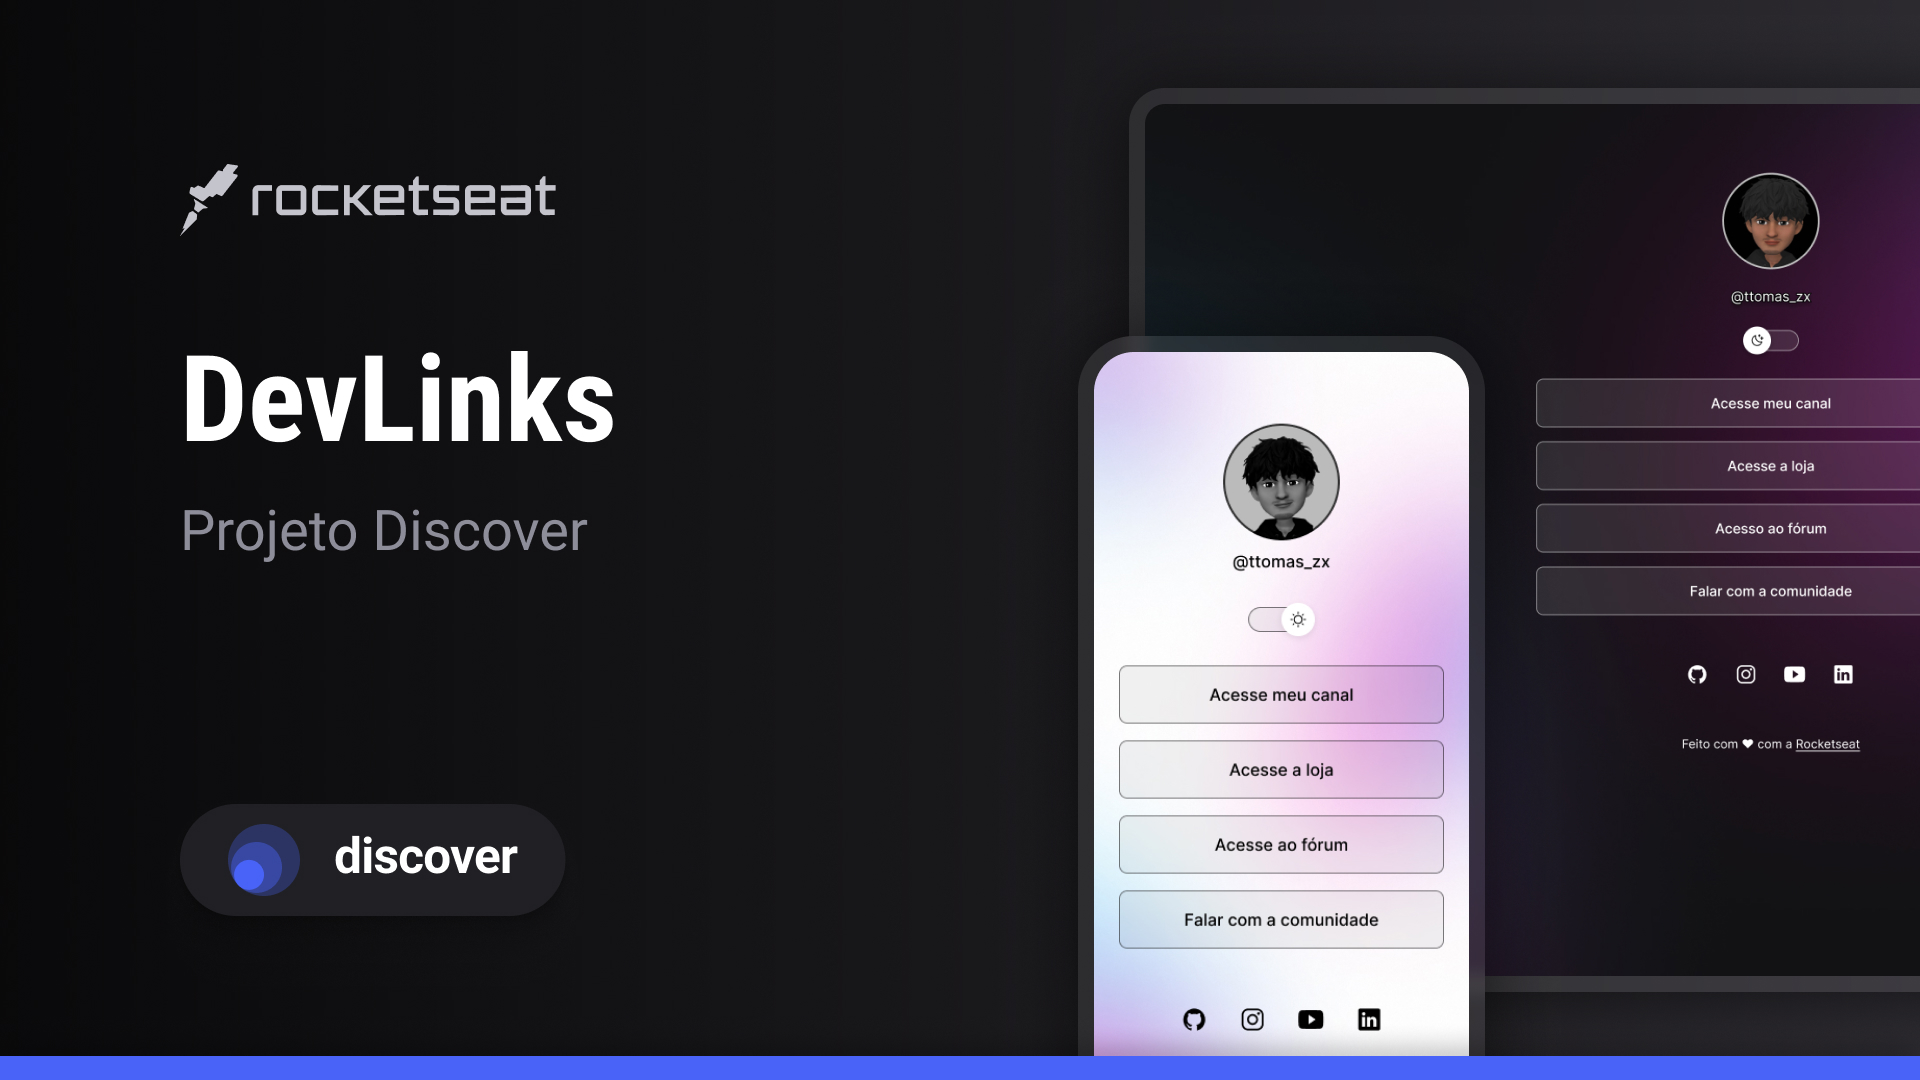 rocketseat
DevLinks
Projeto Discover
discover
@ttomas_zx
Acesse meu canal
Acesse a loja
Acesse ao fórum
Falar com a comunidade
@ttomas_zx
Acesse meu canal
Acesse a loja
Acesso ao fórum
Falar com a comunidade
Feito com ♥ com a Rocketseat